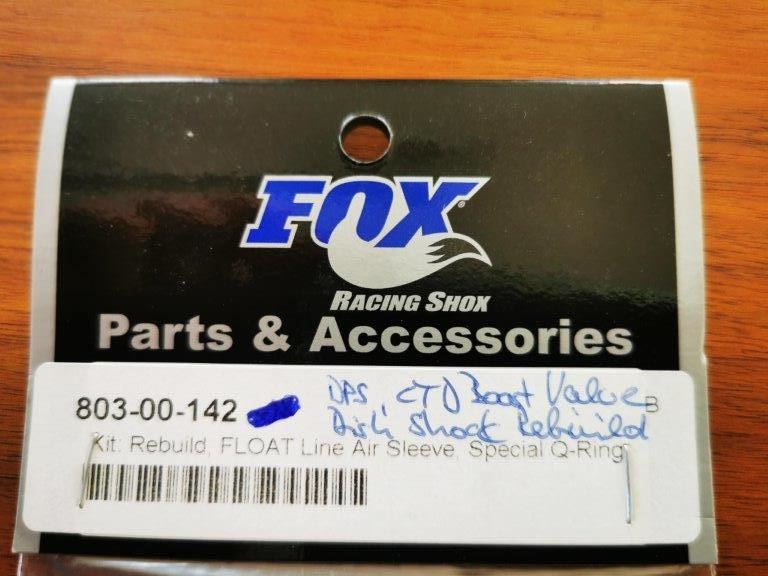 FOX
RACING SHOX
Parts & Accessories
803-00-142
DPS, CTD Boost Valve
B
Shock Rebuild
Kit: Rebuild, FLOAT Line Air Sleeve, Special Q-Ring